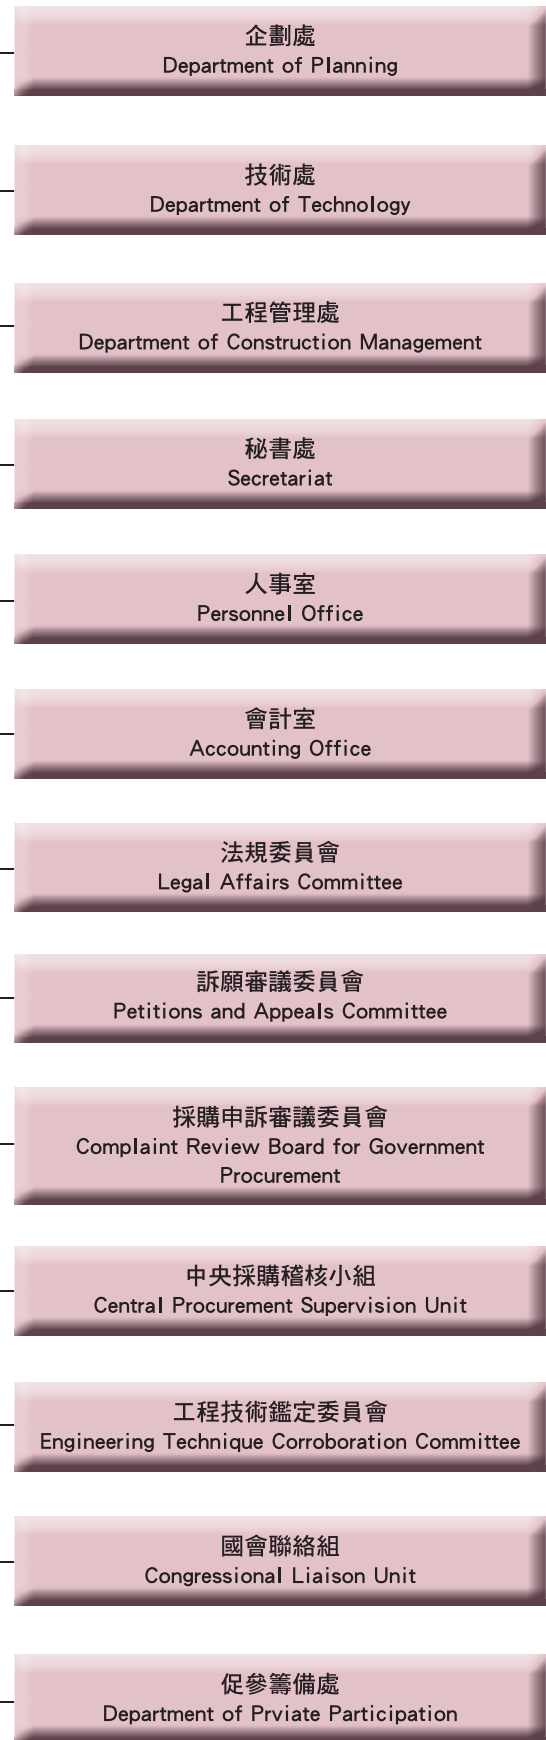 企劃處
Department of Planning
技術處
Department of Technology
工程管理處
Department of Construction Management
秘書處
Secretariat
人事室
Personnel Office
會計室
Accounting Office
法規委員會
Legal Affairs Committee
訴願審議委員會
Petitions and Appeals Committee
採購申訴審議委員會
Complaint Review Board for Government
Procurement
中央採購稽核小組
Central Procurement Supervision Unit
工程技術鑑定委員會
Engineering Technique Corroboration Committee
國會聯絡組
Congressional Liaison Unit
促參籌備處
Department of Prviate Participation